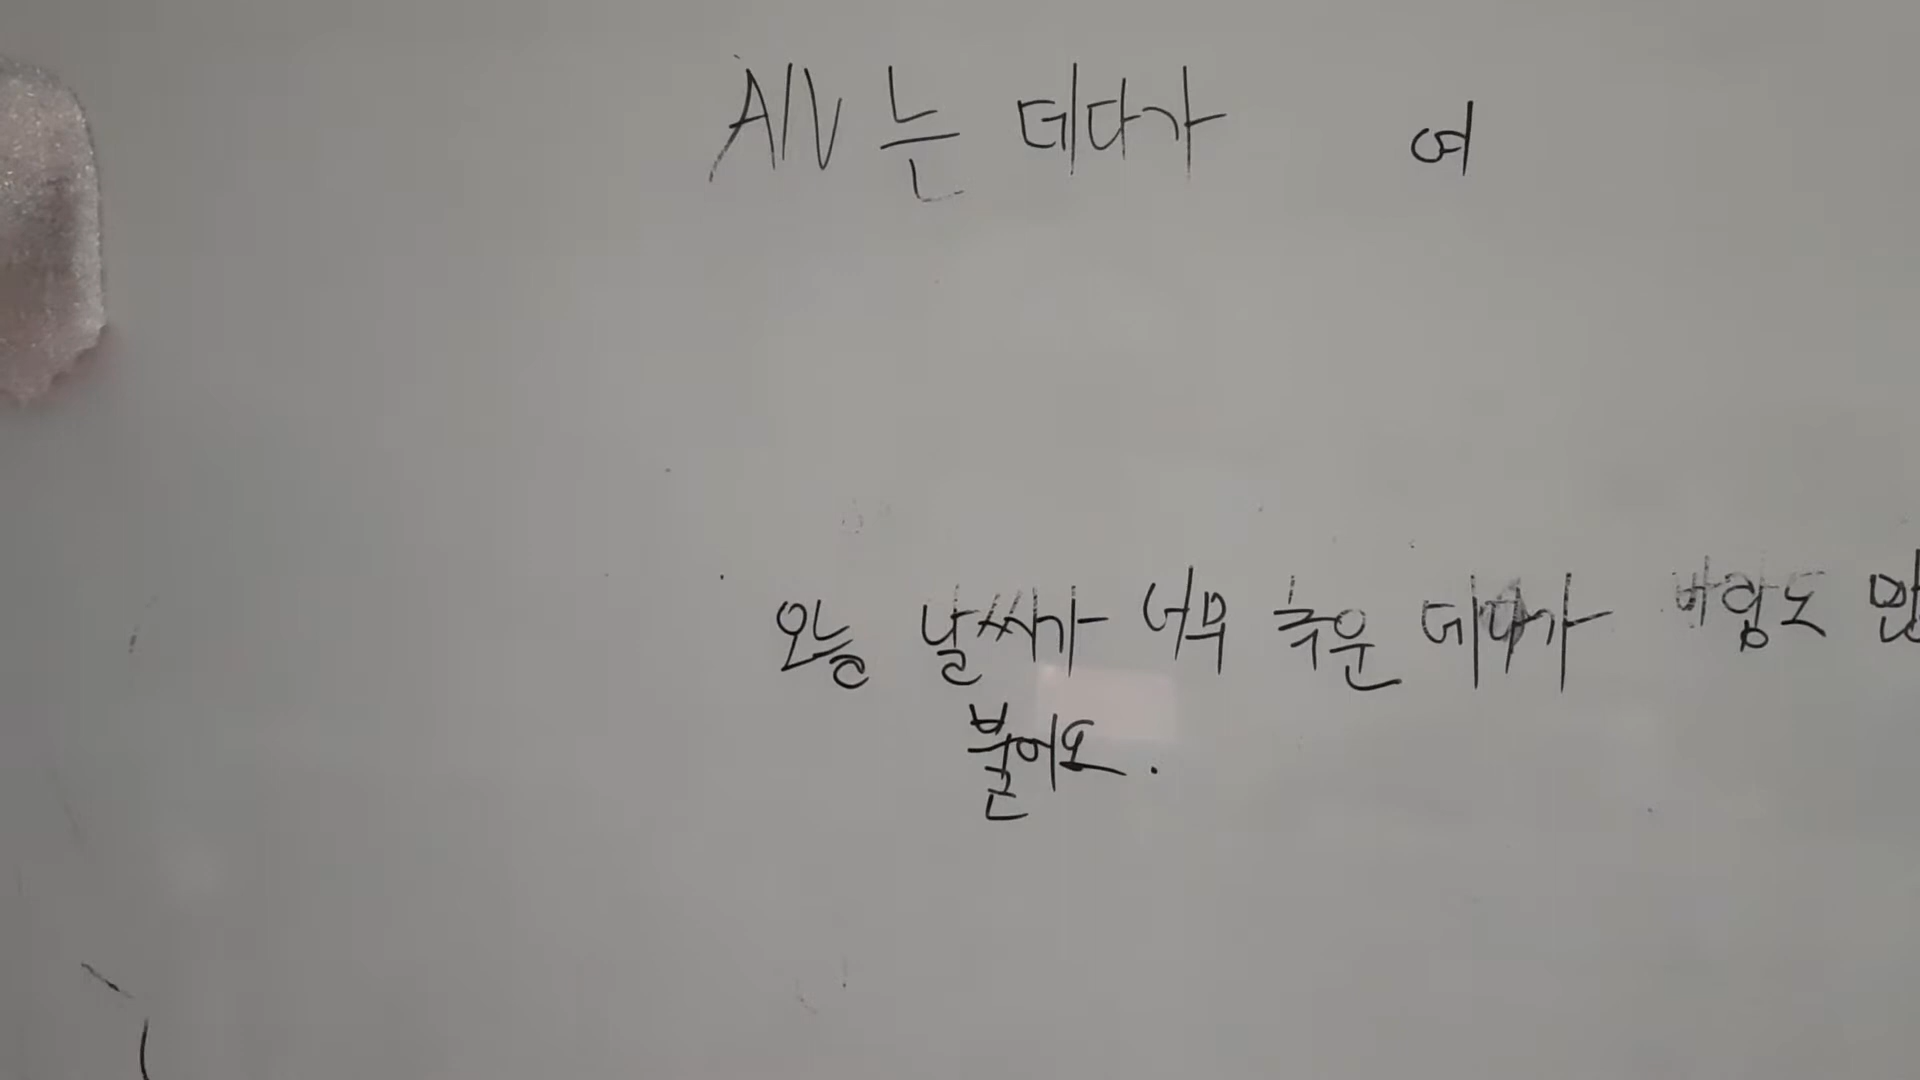 A/V 는 데다가 여
오늘 날씨가 너무 추운 데다가 바람도 많
불어요.